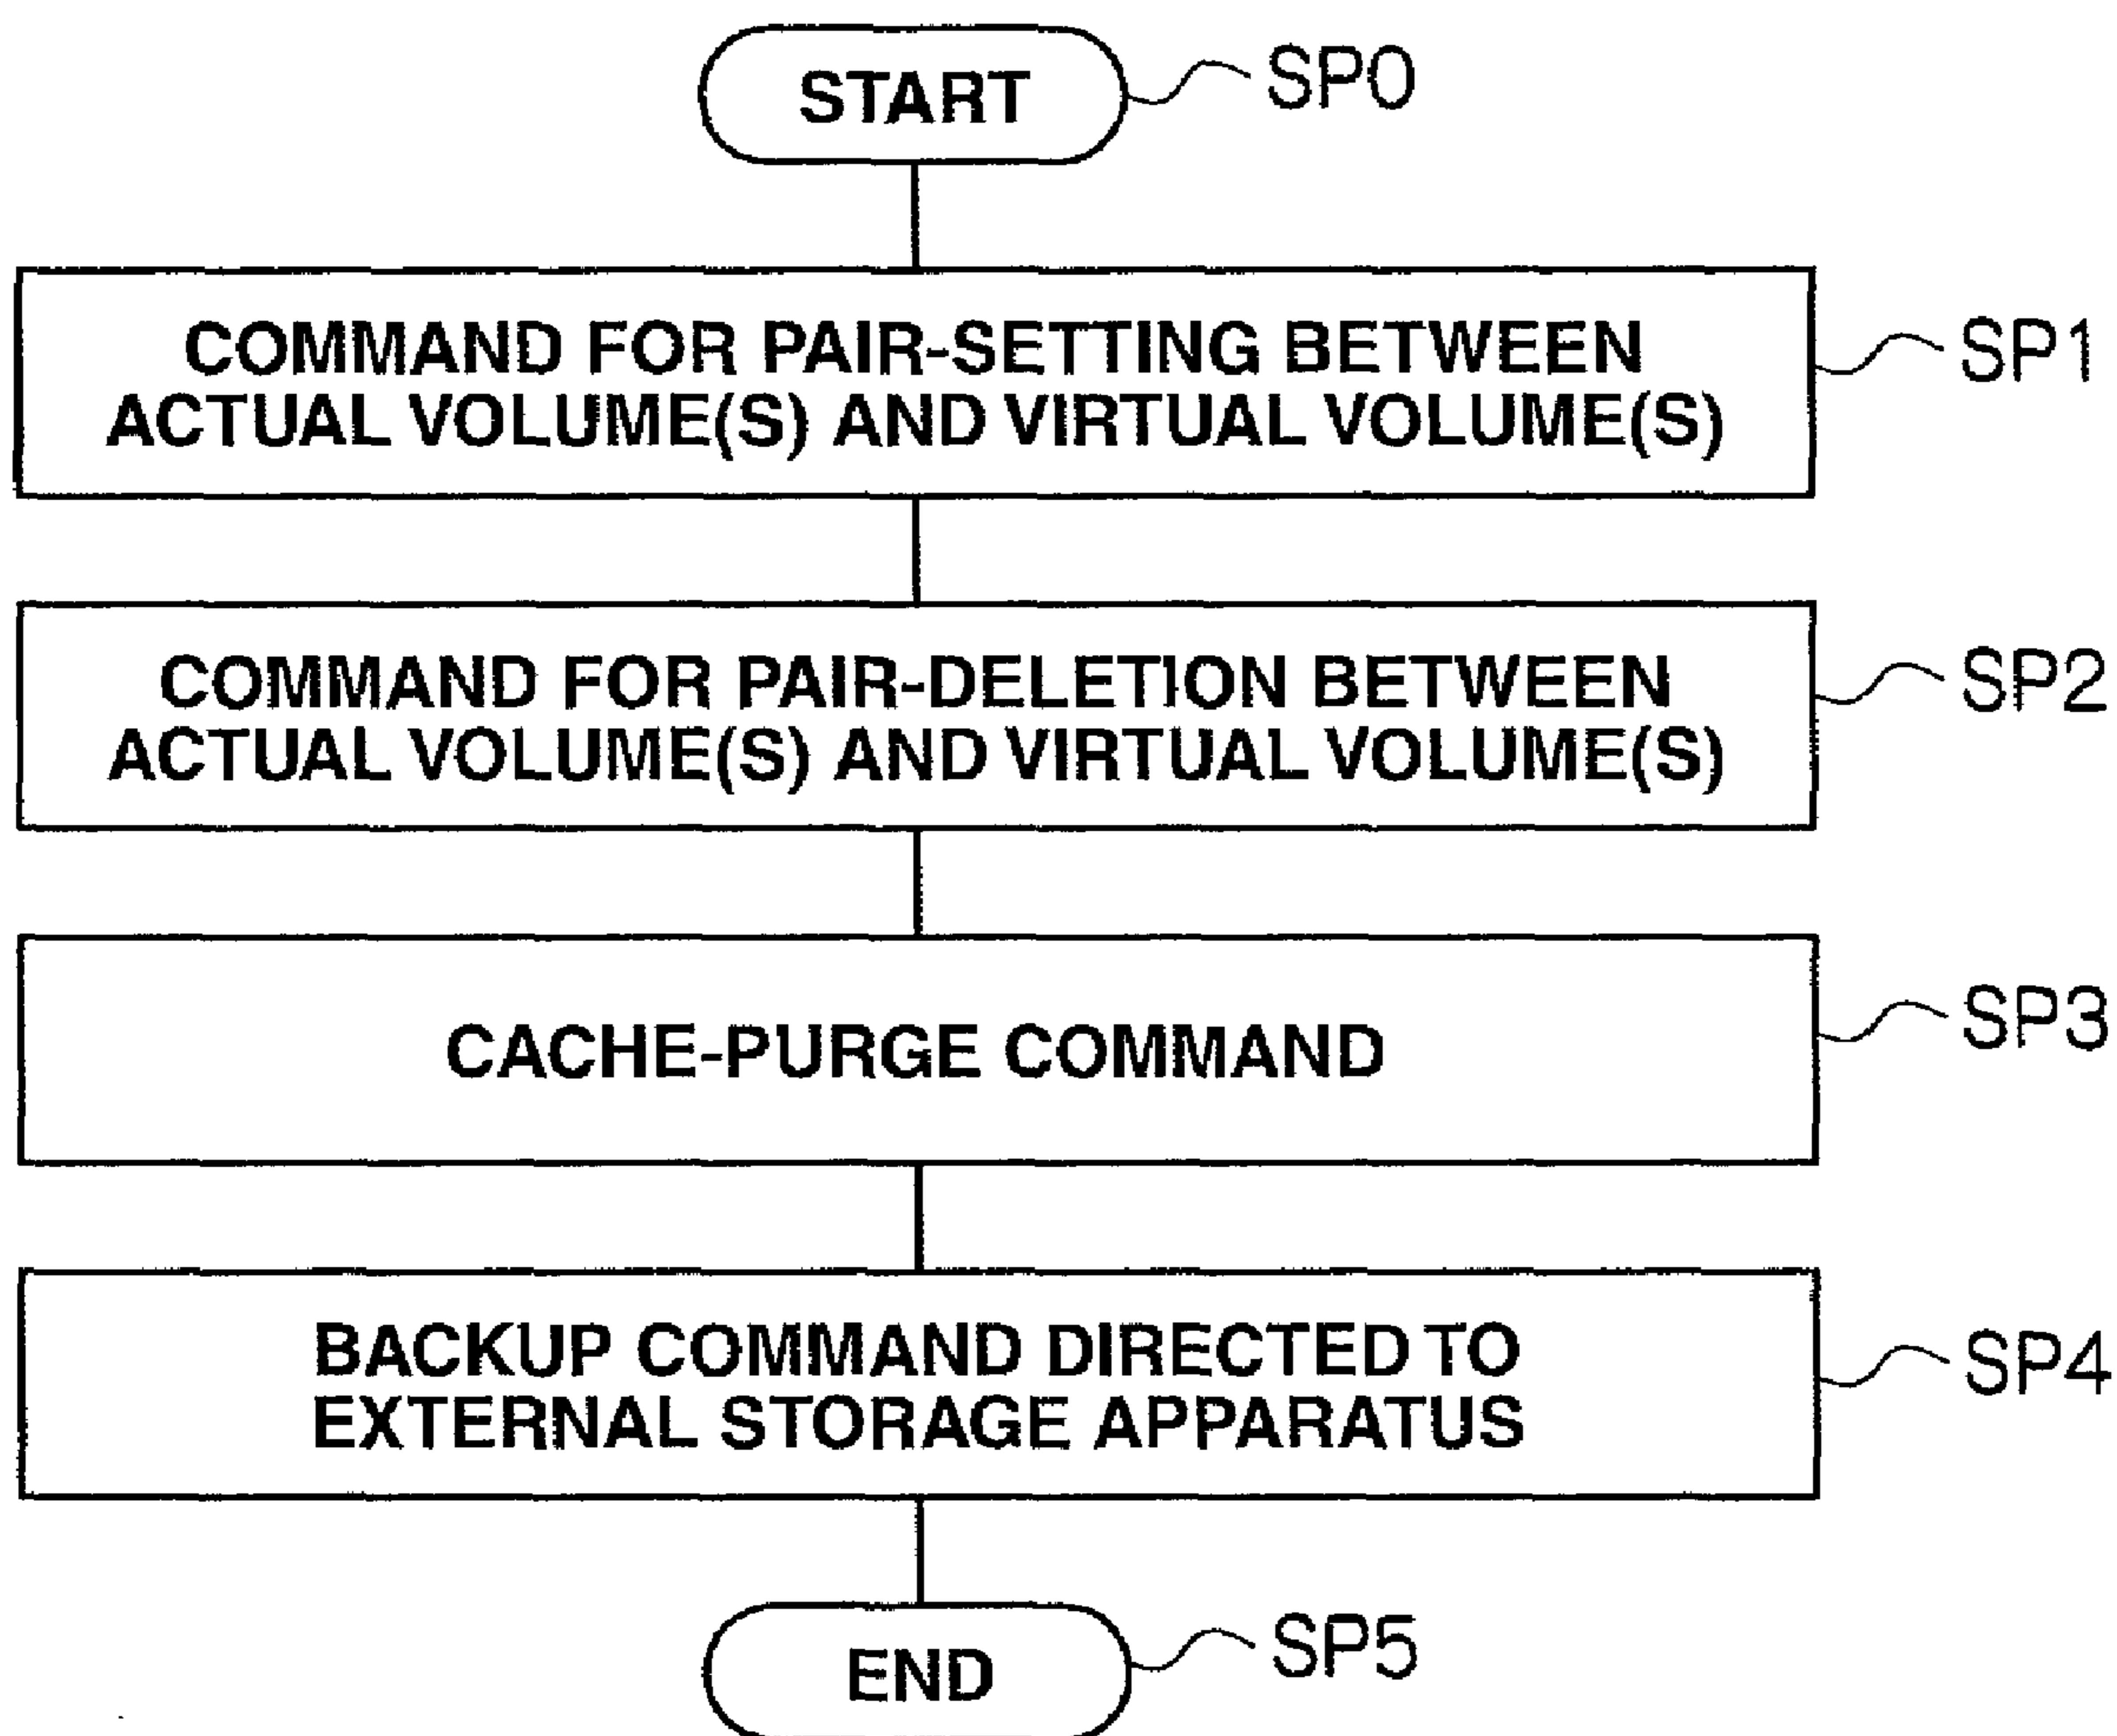 START
SP0
COMMAND FOR PAIR-SETTING BETWEEN
ACTUAL VOLUME(S) AND VIRTUAL VOLUME(S)
SP1
COMMAND FOR PAIR-DELETION BETWEEN
ACTUAL VOLUME(S) AND VIRTUAL VOLUME(S)
SP2
CACHE-PURGE COMMAND
SP3
BACKUP COMMAND DIRECTED TO
EXTERNAL STORAGE APPARATUS
SP4
END
SP5